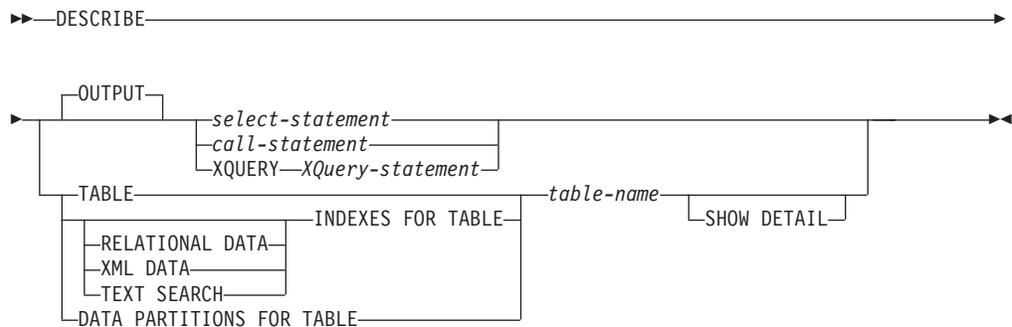 DESCRIBE
OUTPUT
select-statement
call-statement
XQUERY XQuery-statement
TABLE table-name
INDEXES FOR TABLE SHOW DETAIL
RELATIONAL DATA
XML DATA
TEXT SEARCH
DATA PARTITIONS FOR TABLE